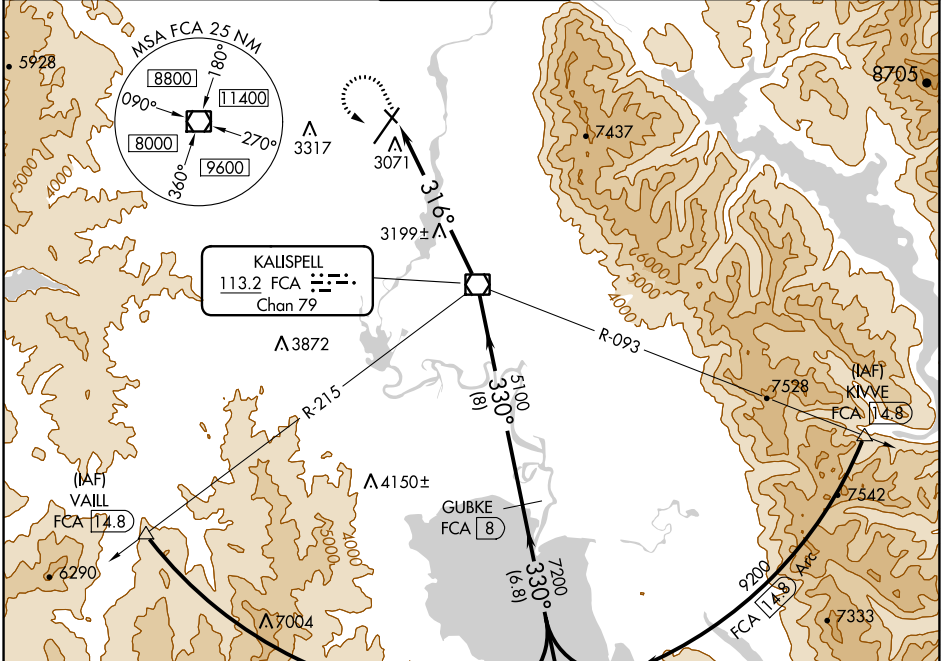 MSA FCA 25 NM
180°
8800
090°
11400
8000
270°
9600
360°
5928
5000
4000
3317
3071
316°
3199±
7437
8705
6000
5000
4000
KALISPELL
113.2 FCA
Chan 79
3872
R-215
R-093
7528
(IAF)
KIVVE
FCA 14.8
5100
330°
(8)
(IAF)
VAILL
FCA 14.8
4150±
GUBKE
FCA 8
7542
6290
5000
4000
7200
330°
(6.8)
9200
FCA 14.8 Arc
7004
7333